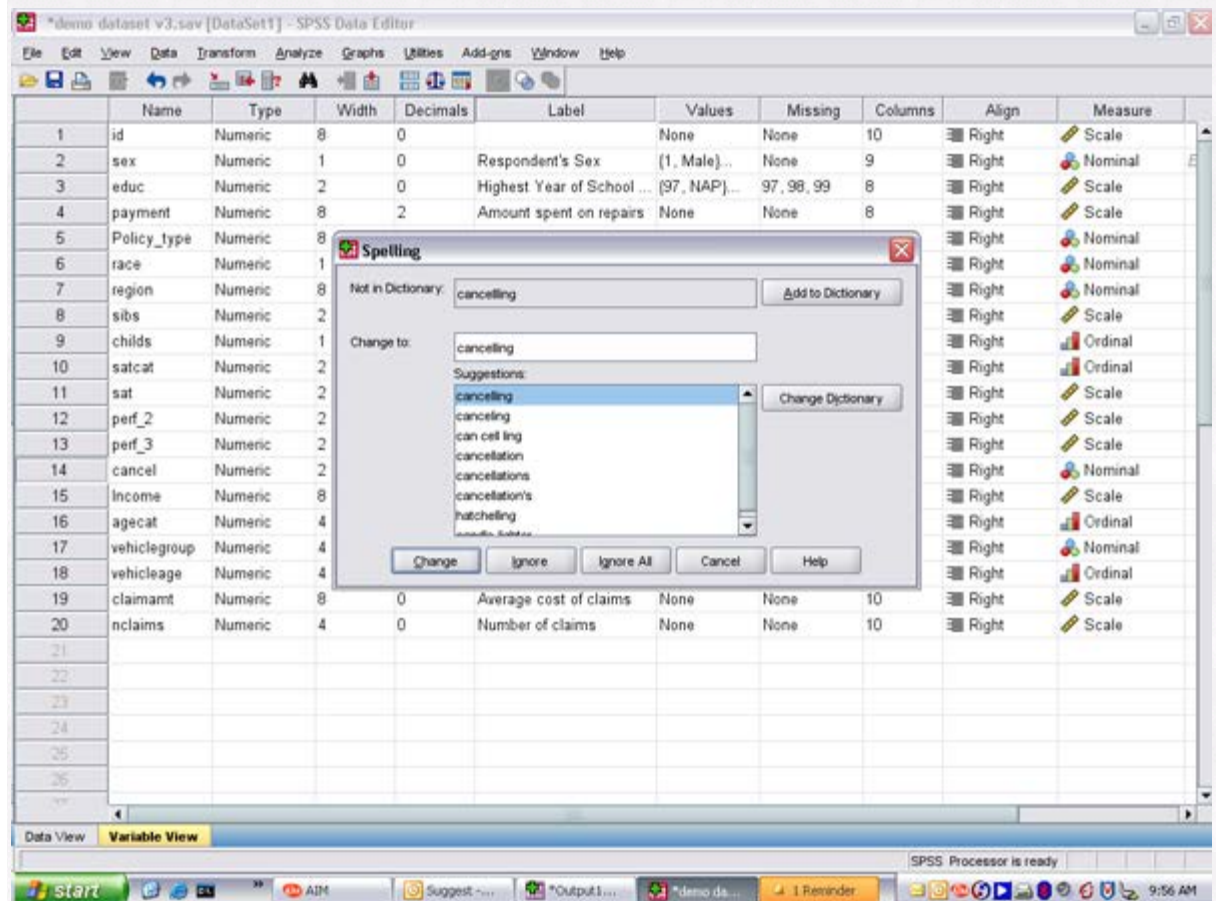 *demo dataset v3.sav [DataSet1] - SPSS Data Editor
File Edit View Data Transform Analyze Graphs Utilities Add-ons Window Help
Name Type Width Decimals Label Values Missing Columns Align Measure
1 id Numeric 8 0 None None 10 Right Scale
2 sex Numeric 1 0 Respondent's Sex {1, Male}... None 9 Right Nominal
3 educ Numeric 2 0 Highest Year of School ... {97, NAP}... 97, 98, 99 8 Right Scale
4 payment Numeric 8 2 Amount spent on repairs None None 8 Right Scale
5 Policy_type Numeric 8 Right Nominal
6 race Numeric 1 Right Nominal
7 region Numeric 8 Right Nominal
8 sibs Numeric 2 Right Scale
9 childs Numeric 1 Right Ordinal
10 satcat Numeric 2 Right Ordinal
11 sat Numeric 2 Right Scale
12 perf_2 Numeric 2 Right Scale
13 perf_3 Numeric 2 Right Scale
14 cancel Numeric 2 Right Nominal
15 Income Numeric 8 Right Scale
16 agecat Numeric 4 Right Ordinal
17 vehiclegroup Numeric 4 Right Nominal
18 vehicleage Numeric 4 Right Ordinal
19 claimamt Numeric 8 0 Average cost of claims None None 10 Right Scale
20 nclaims Numeric 4 0 Number of claims None None 10 Right Scale
21
22
23
24
25
26
Spelling
Not in Dictionary: cancelling Add to Dictionary
Change to: cancelling
Suggestions:
cancelling Change Dictionary
canceling
can cell ling
cancellation
cancellations
cancellation's
hatchelling
Change Ignore Ignore All Cancel Help
Data View Variable View
SPSS Processor is ready
start AIM Suggest -... *Output1... *demo da... 1 Reminder 9:56 AM